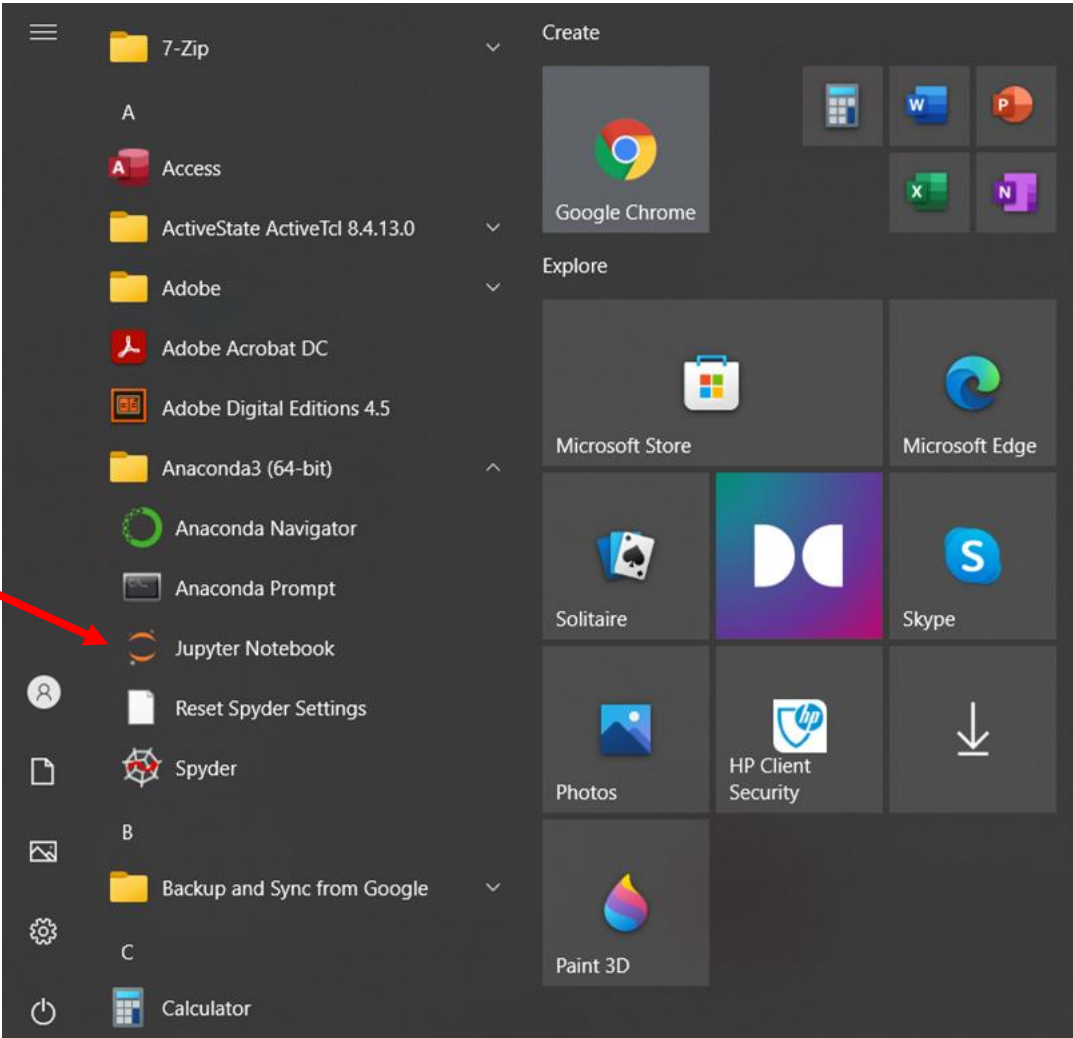 7-Zip
A
Access
ActiveState ActiveTcl 8.4.13.0
Adobe
Adobe Acrobat DC
Adobe Digital Editions 4.5
Anaconda3 (64-bit)
Anaconda Navigator
Anaconda Prompt
Jupyter Notebook
Reset Spyder Settings
Spyder
B
Backup and Sync from Google
C
Calculator
Create
Google Chrome
W
P
X
N
Explore
Microsoft Store
Microsoft Edge
Solitaire
S
Skype
Photos
hp
HP Client
Security
Paint 3D